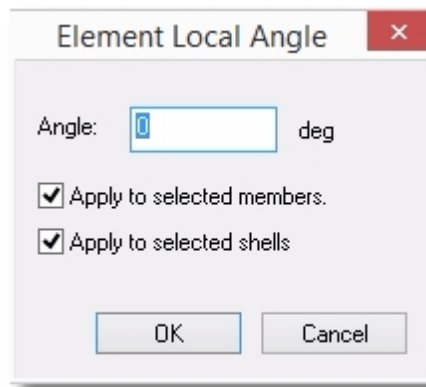 Element Local Angle
Angle: 0 deg
Apply to selected members.
Apply to selected shells
OK Cancel